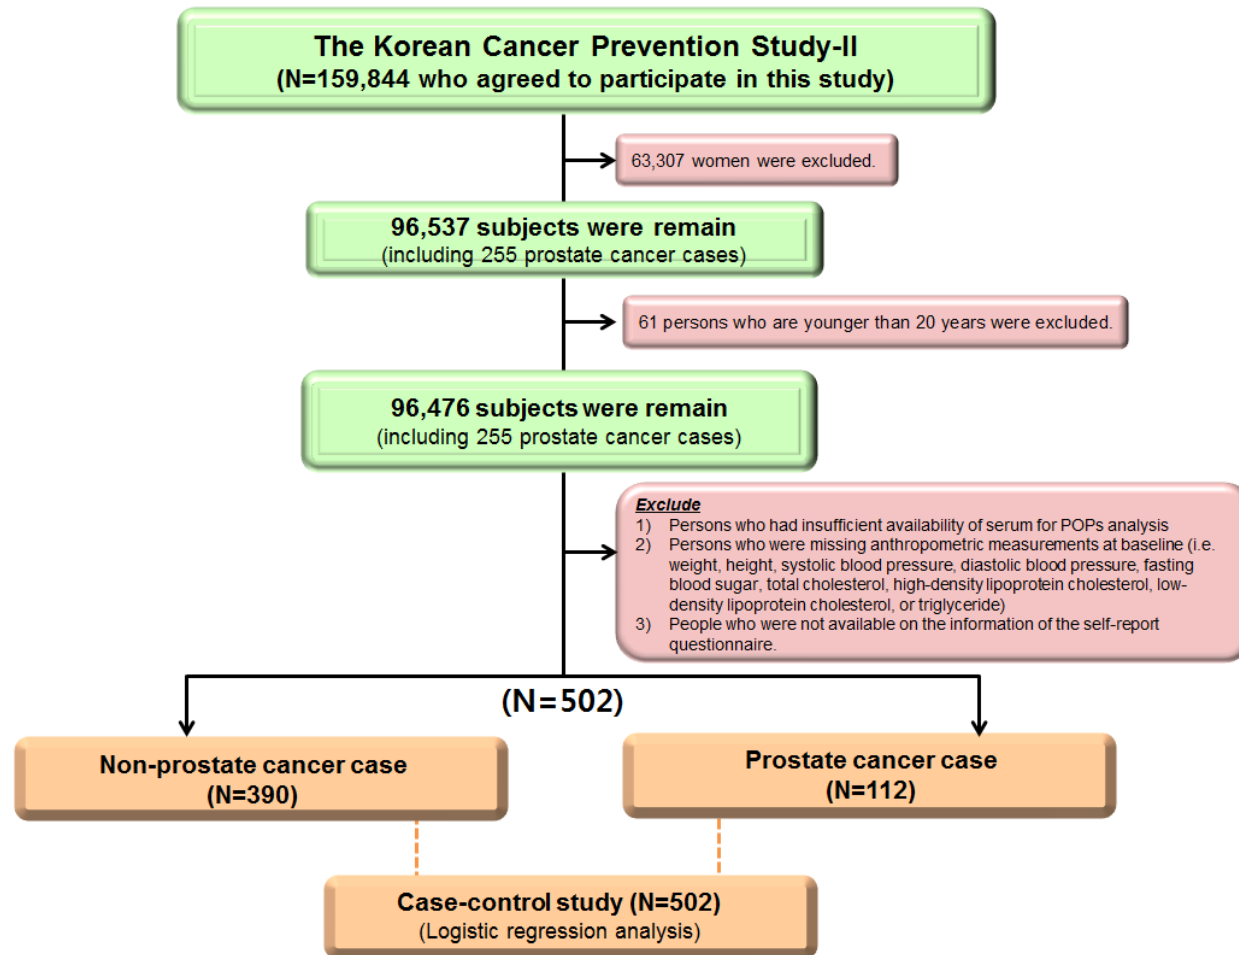 The Korean Cancer Prevention Study-II
(N=159,844 who agreed to participate in this study)
63,307 women were excluded.
96,537 subjects were remain
(including 255 prostate cancer cases)
61 persons who are younger than 20 years were excluded.
96,476 subjects were remain
(including 255 prostate cancer cases)
Exclude
1) Persons who had insufficient availability of serum for POPs analysis
2) Persons who were missing anthropometric measurements at baseline (i.e.
weight, height, systolic blood pressure, diastolic blood pressure, fasting
blood sugar, total cholesterol, high-density lipoprotein cholesterol, low-
density lipoprotein cholesterol, or triglyceride)
3) People who were not available on the information of the self-report
questionnaire.
(N=502)
Non-prostate cancer case
(N=390)
Prostate cancer case
(N=112)
Case-control study (N=502)
(Logistic regression analysis)